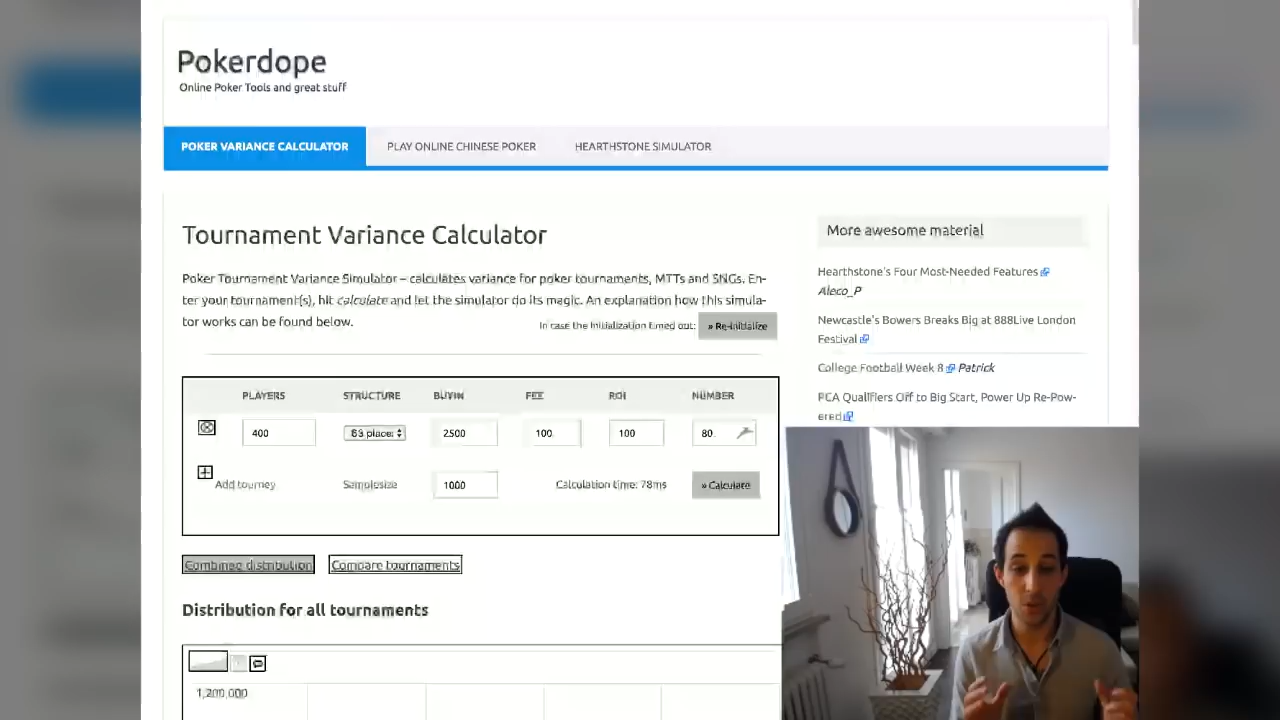 Pokerdope
Online Poker Tools and great stuff
POKER VARIANCE CALCULATOR
PLAY ONLINE CHINESE POKER
HEARTHSTONE SIMULATOR
Tournament Variance Calculator
Poker Tournament Variance Simulator – calculates variance for poker tournaments, MTTs and SNGs. En-
ter your tournament(s), hit calculate and let the simulator do its magic. An explanation how this simula-
tor works can be found below.
In case the initialization timed out:
» Re-initialize
PLAYERS STRUCTURE BUYIN FEE ROI NUMBER
400 63 places 2500 100 100 80
Add tourney Samplesize 1000 Calculation time: 78ms » Calculate
Combined distribution Compare tournaments
Distribution for all tournaments
1,200,000
More awesome material
Hearthstone's Four Most-Needed Features
Aleco_P
Newcastle's Bowers Breaks Big at 888Live London
Festival
College Football Week 8 Patrick
PCA Qualifiers Off to Big Start, Power Up Re-Pow-
ered